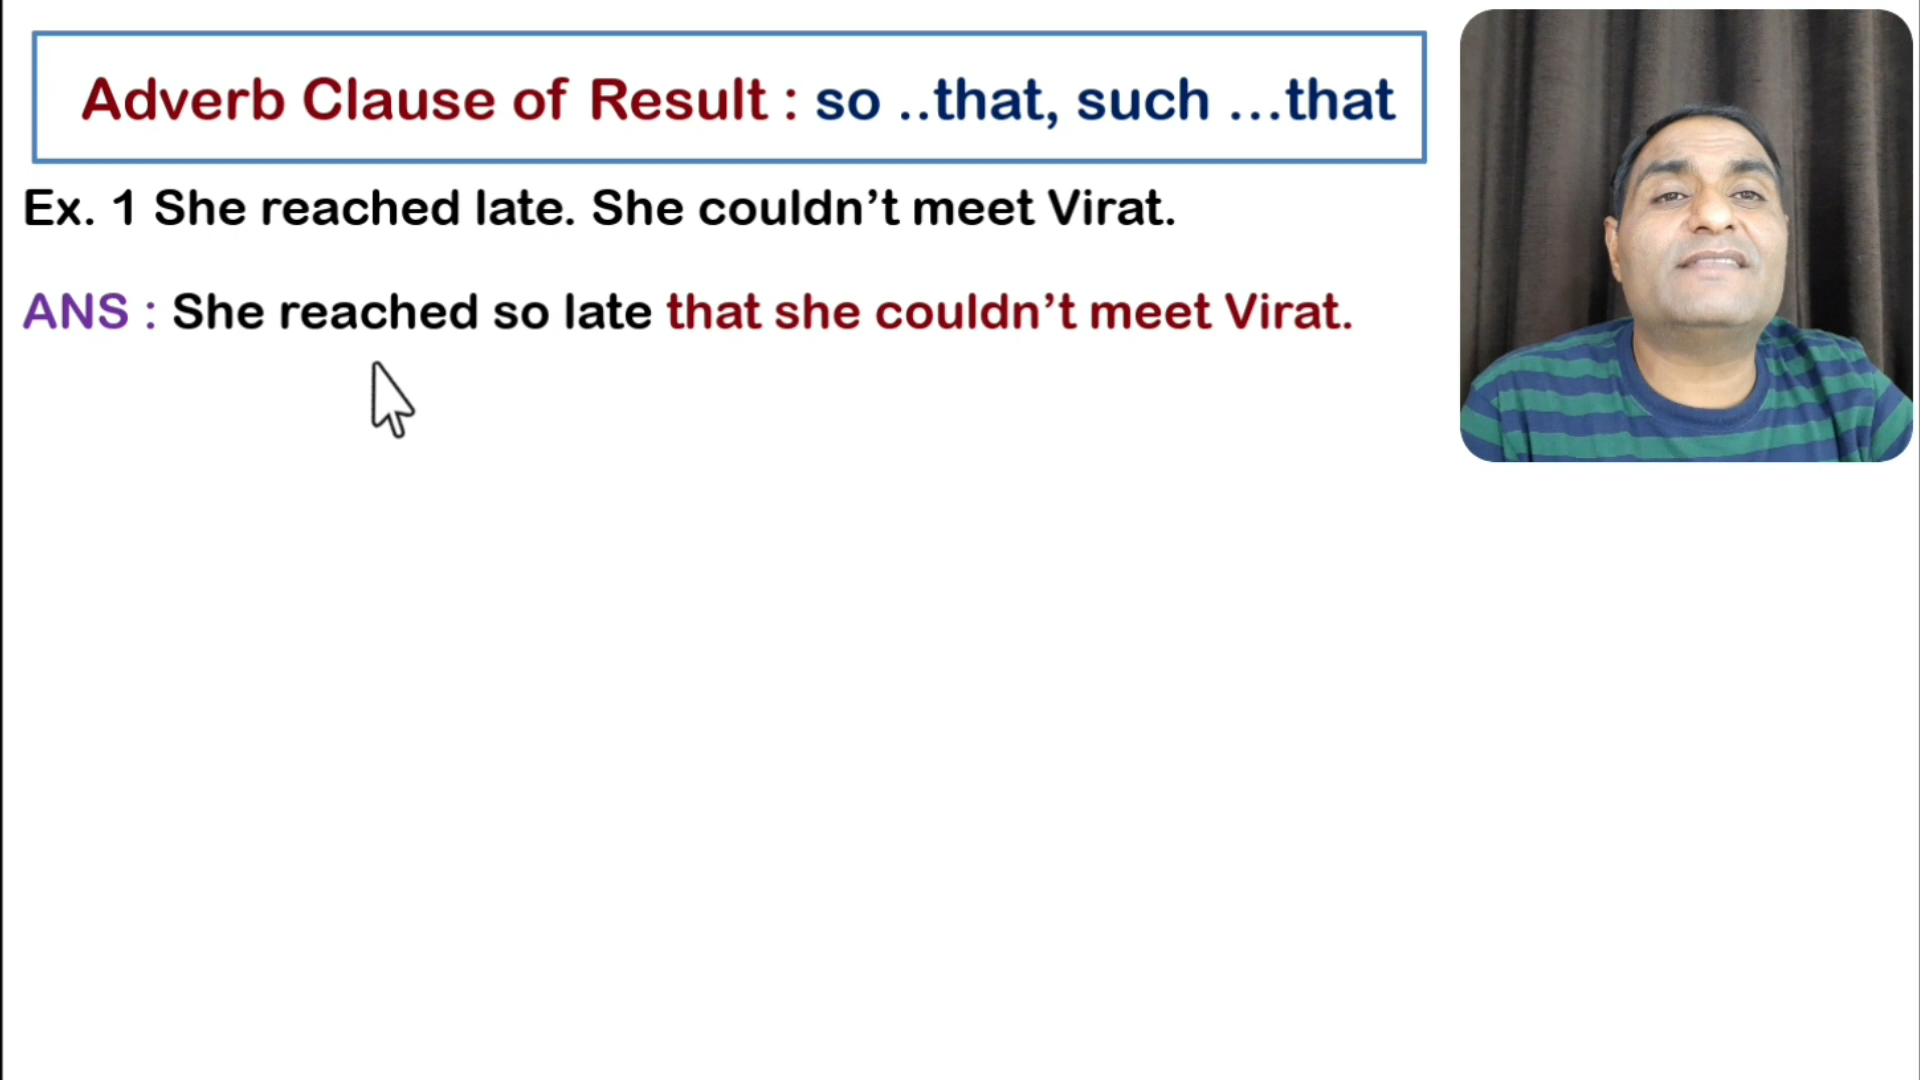 Adverb Clause of Result : so ..that, such ...that
Ex. 1 She reached late. She couldn’t meet Virat.
ANS : She reached so late that she couldn’t meet Virat.